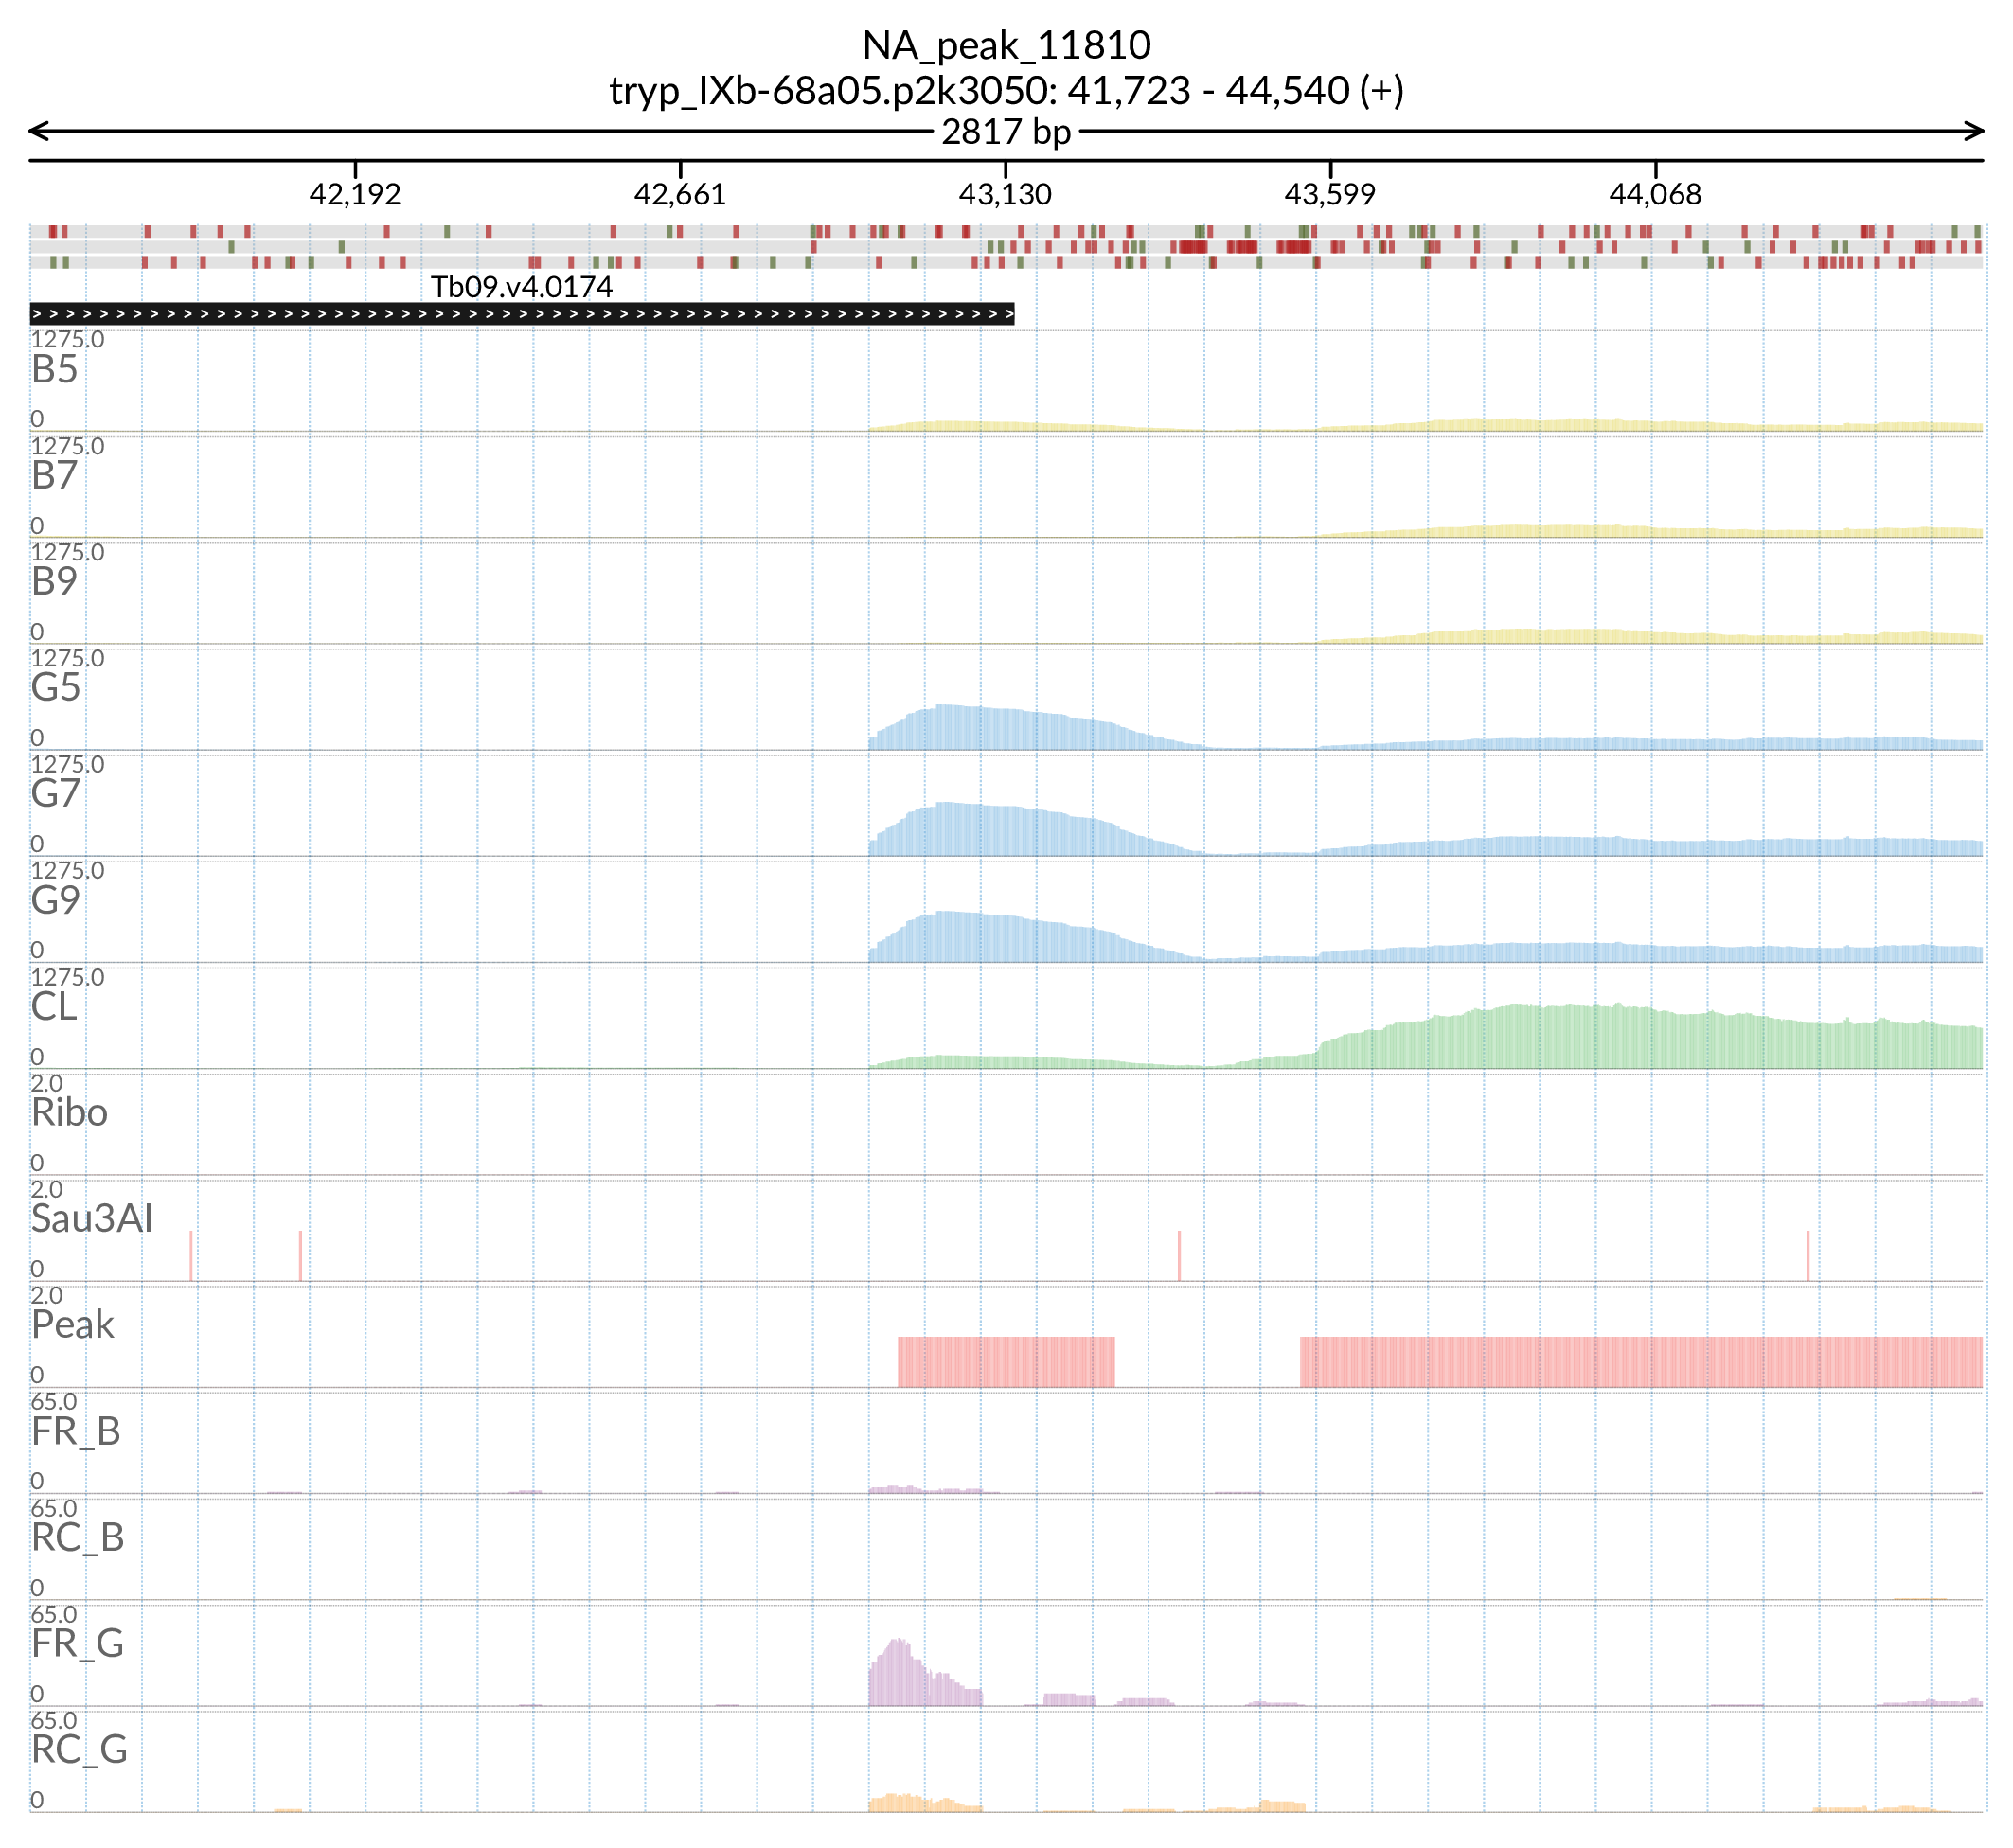 NA_peak_11810
tryp_IXb-68a05.p2k3050: 41,723 - 44,540 (+)
2817 bp
42,192 42,661 43,130 43,599 44,068
Tb09.v4.0174
1275.0
B5
0
1275.0
B7
0
1275.0
B9
0
1275.0
G5
0
1275.0
G7
0
1275.0
G9
0
1275.0
CL
0
2.0
Ribo
0
2.0
Sau3AI
0
2.0
Peak
0
65.0
FR_B
0
65.0
RC_B
0
65.0
FR_G
0
65.0
RC_G
0